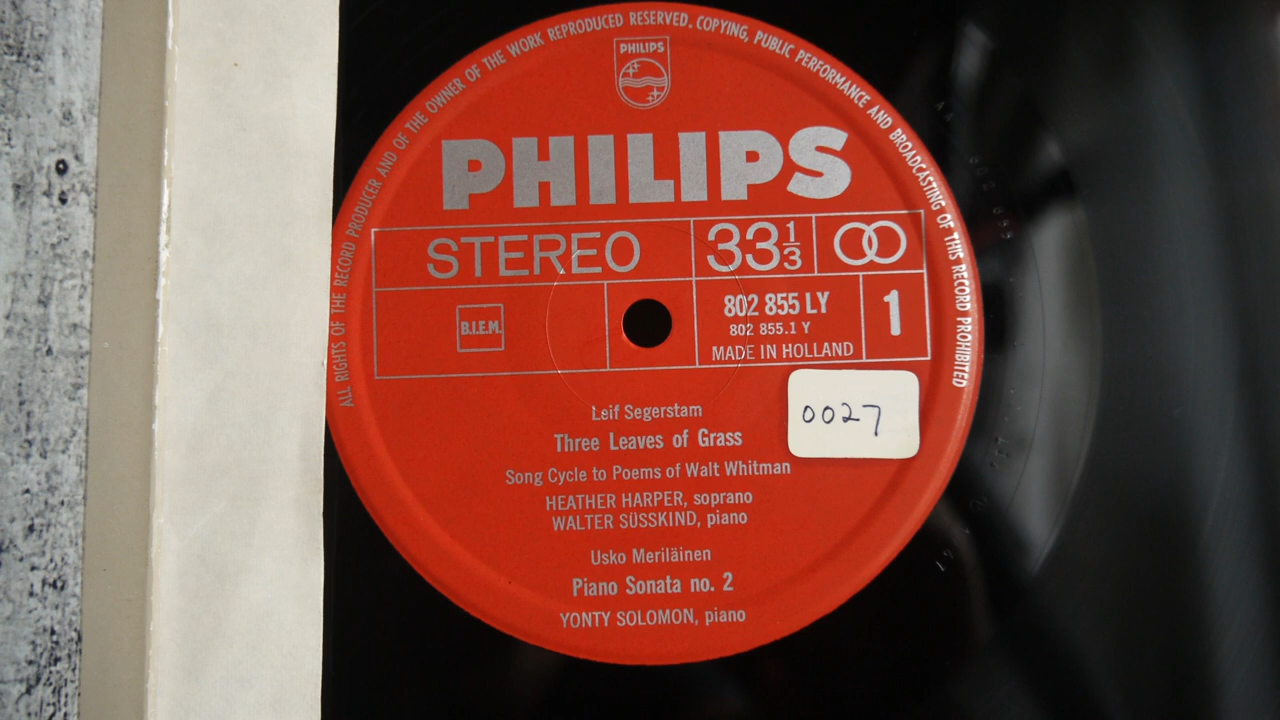 ALL RIGHTS OF THE RECORD PRODUCER AND OF THE OWNER OF THE WORK REPRODUCED RESERVED. COPYING, PUBLIC PERFORMANCE AND BROADCASTING OF THIS RECORD PROHIBITED
PHILIPS
PHILIPS
STEREO
33 1/3
B.I.E.M.
802 855 LY
802 855.1 Y
MADE IN HOLLAND
1
0027
Leif Segerstam
Three Leaves of Grass
Song Cycle to Poems of Walt Whitman
HEATHER HARPER, soprano
WALTER SÜSSKIND, piano
Usko Meriläinen
Piano Sonata no. 2
YONTY SOLOMON, piano